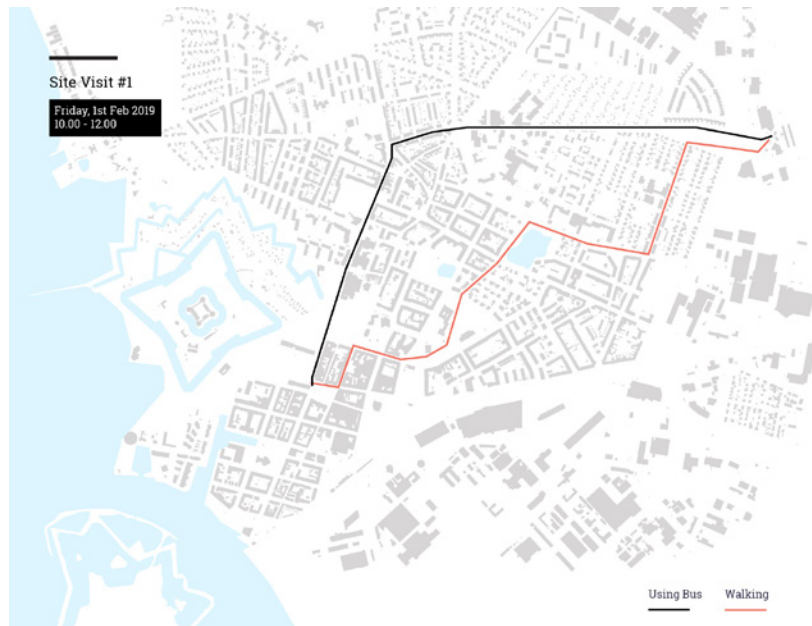 Site Visit #1
Friday, 1st Feb 2019
10.00 - 12.00
Using Bus
Walking